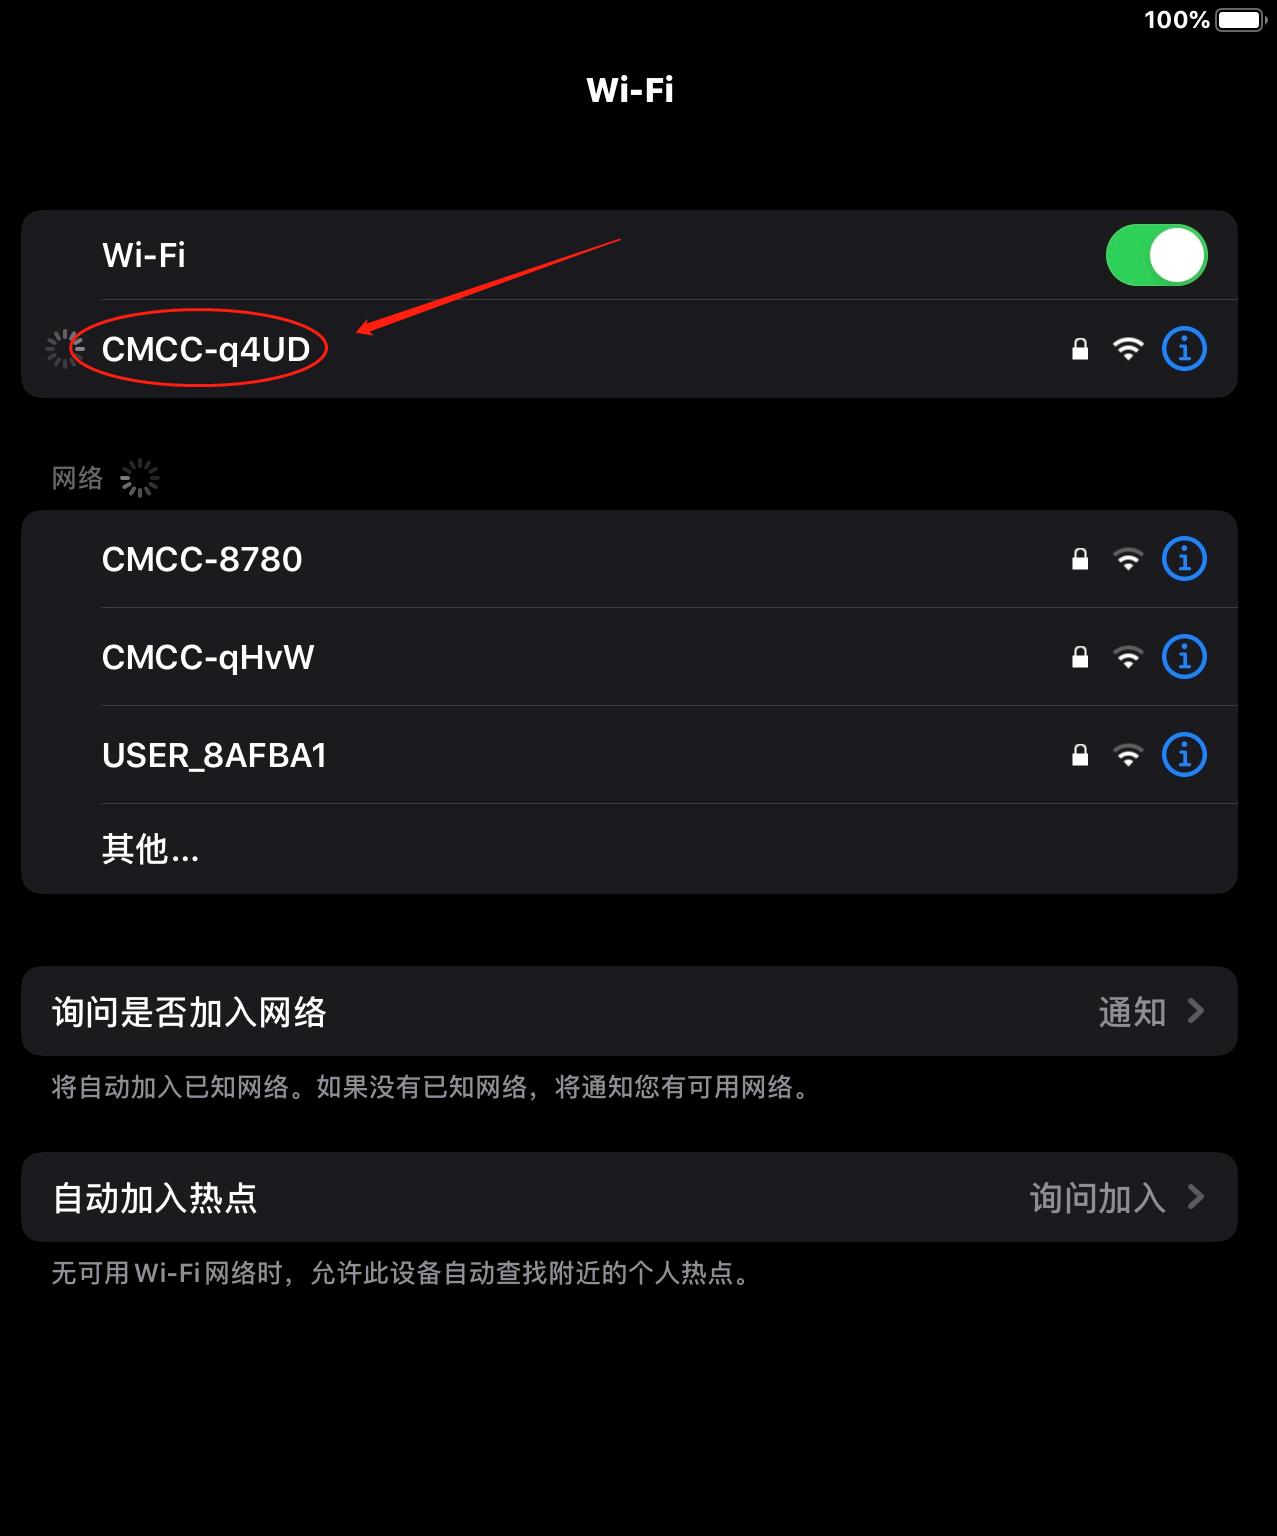 100%
Wi-Fi
Wi-Fi
CMCC-q4UD
网络
CMCC-8780
CMCC-qHvW
USER_8AFBA1
其他...
询问是否加入网络 通知
将自动加入已知网络。如果没有已知网络，将通知您有可用网络。
自动加入热点 询问加入
无可用 Wi-Fi 网络时，允许此设备自动查找附近的个人热点。